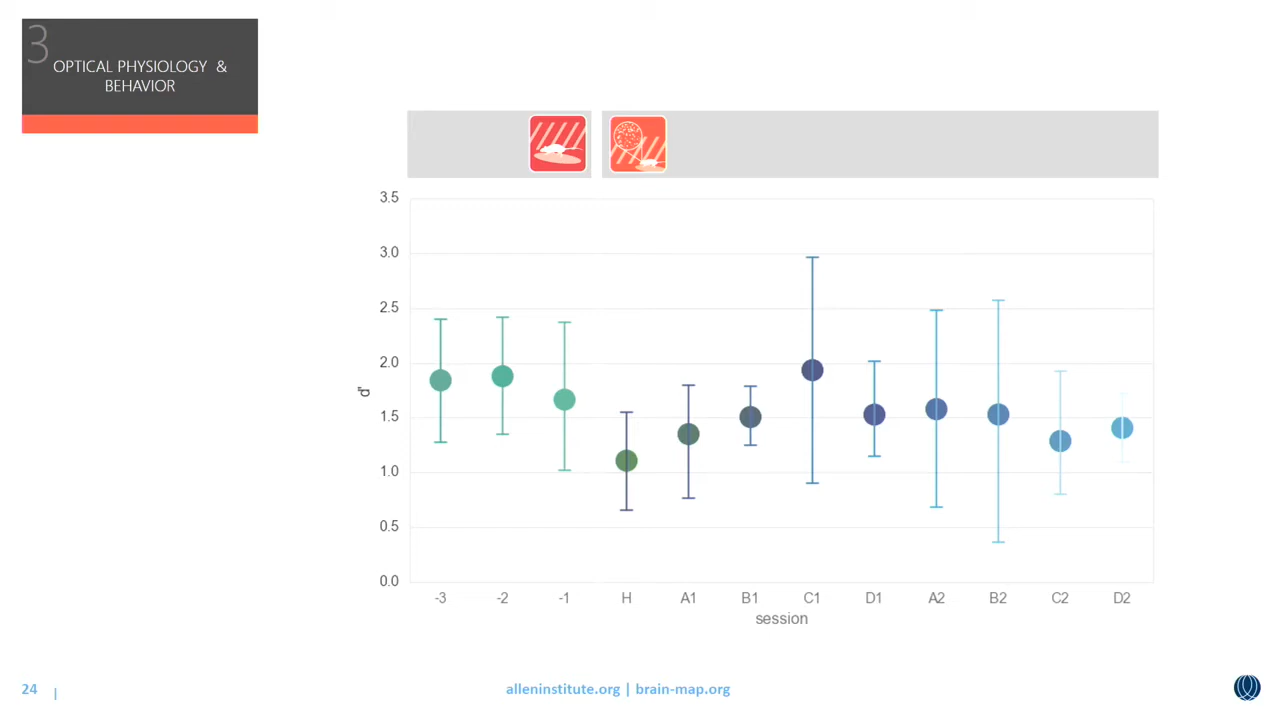 3
OPTICAL PHYSIOLOGY &
BEHAVIOR
3.5
3.0
2.5
2.0
1.5
1.0
0.5
0.0
d'
-3 -2 -1 H A1 B1 C1 D1 A2 B2 C2 D2
session
24 |
alleninstitute.org | brain-map.org